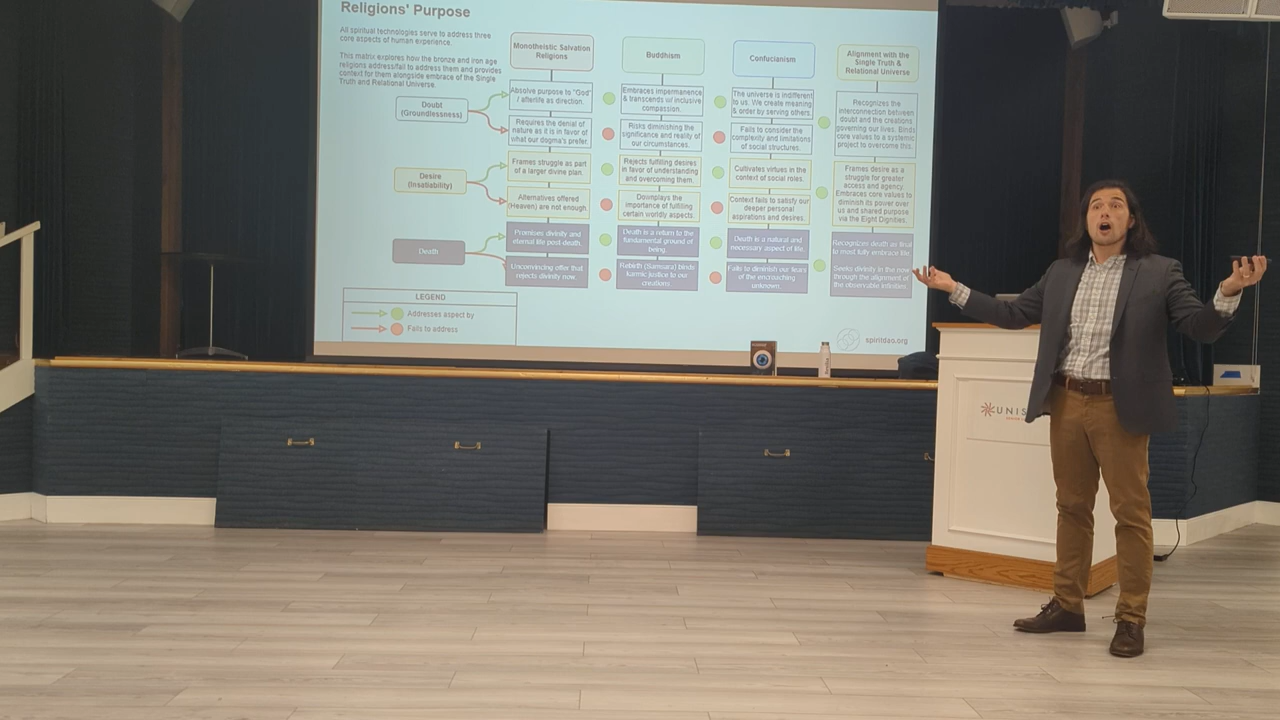 Religions' Purpose
All spiritual technologies serve to address three
core aspects of human experience.
This matrix explores how the bronze and iron age
religions address/fail to address them and provides
context for them alongside embrace of the Single
Truth and Relational Universe.
Monotheistic Salvation
Religions
Buddhism
Confucianism
Alignment with the
Single Truth &
Relational Universe
Doubt
(Groundlessness)
Absolve purpose to "God"
/ afterlife as direction.
Embraces impermanence
& transcends w/ inclusive
compassion.
The universe is indifferent
to us. We create meaning
& order by serving others.
Recognizes the
interconnection between
doubt and the creations
governing our lives. Binds
core values to a systemic
project to overcome this.
Requires the denial of
nature as it is in favor of
what our dogma's prefer.
Risks diminishing the
significance and reality of
our circumstances.
Fails to consider the
complexity and limitations
of social structures.
Desire
(Insatiability)
Frames struggle as part
of a larger divine plan.
Rejects fulfilling desires
in favor of understanding
and overcoming them.
Cultivates virtues in the
context of social roles.
Frames desire as a
struggle for greater
access and agency.
Embraces core values to
diminish its power over
us and shared purpose
via the Eight Dignities.
Alternatives offered
(Heaven) are not enough
Downplays the
importance of fulfilling
certain worldly aspects.
Context fails to satisfy our
deeper personal
aspirations and desires.
Death
Promises divinity and
eternal life post-death.
Death is a return to the
fundamental ground of
being.
Death is a natural and
necessary aspect of life.
Recognizes death as final
to most fully embrace life.
Seeks divinity in the now
through the alignment of
the observable infinities.
Unconvincing offer that
rejects divinity now.
Rebirth (Samsara) binds
karmic justice to our
creations.
Fails to diminish our fears
of the encroaching
unknown.
LEGEND
Addresses aspect by
Fails to address
spiritdao.org
UNIS